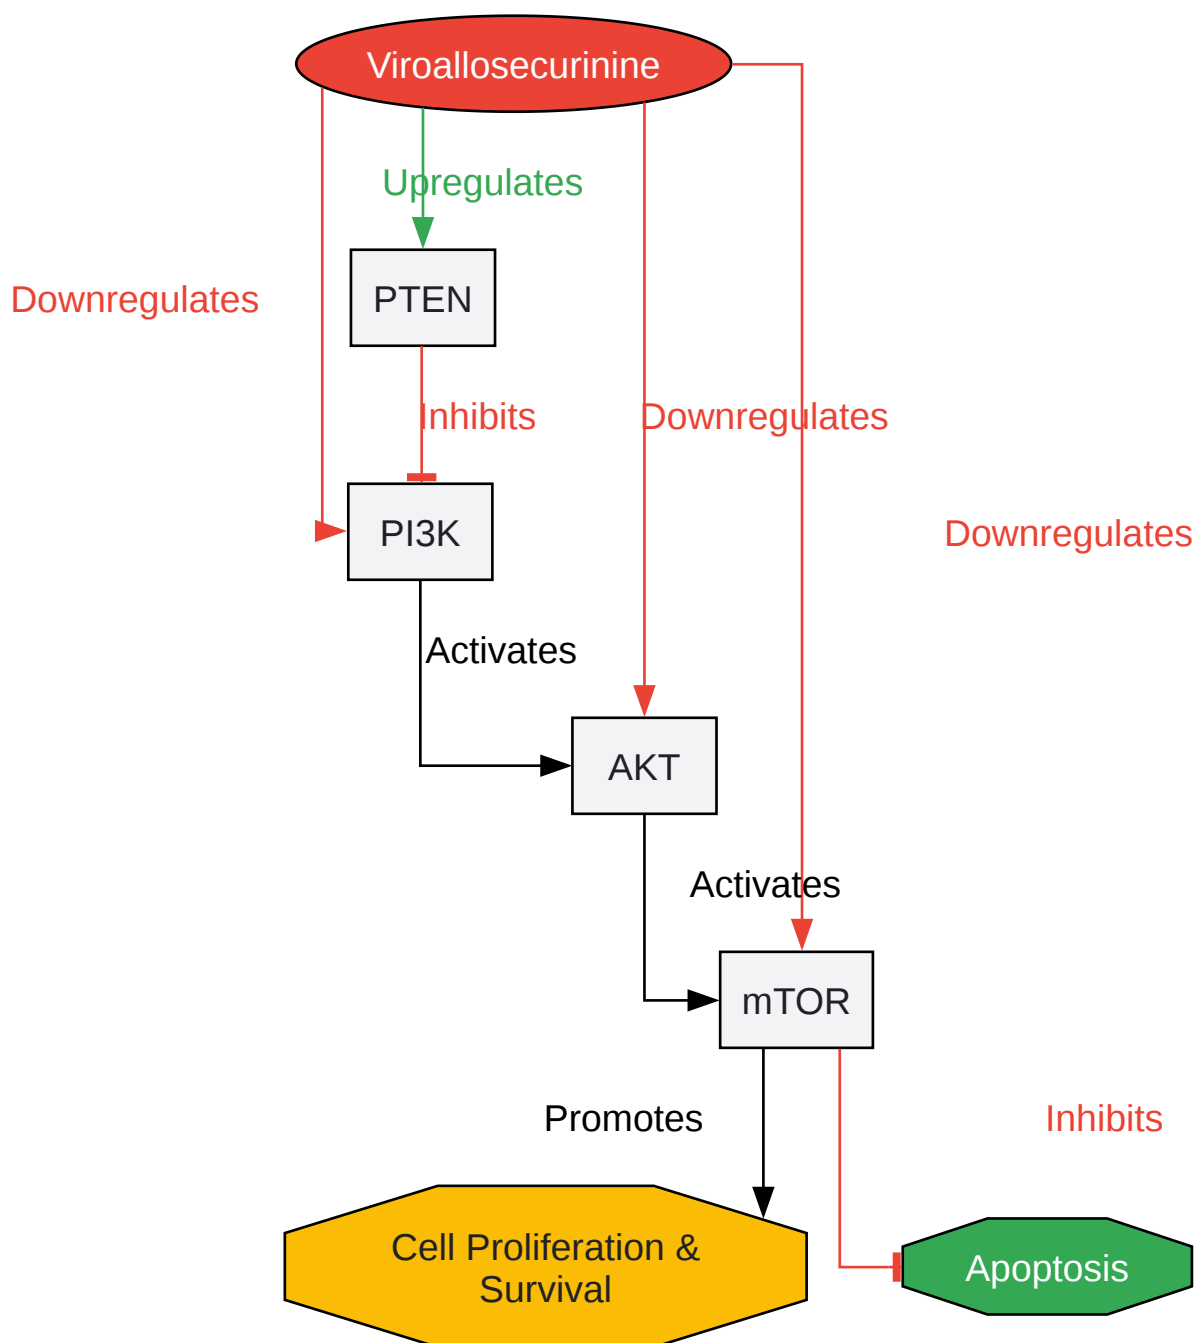 Viroallosecurinine
Upregulates
Downregulates
PTEN
Inhibits
Downregulates
PI3K
Downregulates
Activates
AKT
Activates
mTOR
Promotes
Inhibits
Cell Proliferation &
Survival
Apoptosis